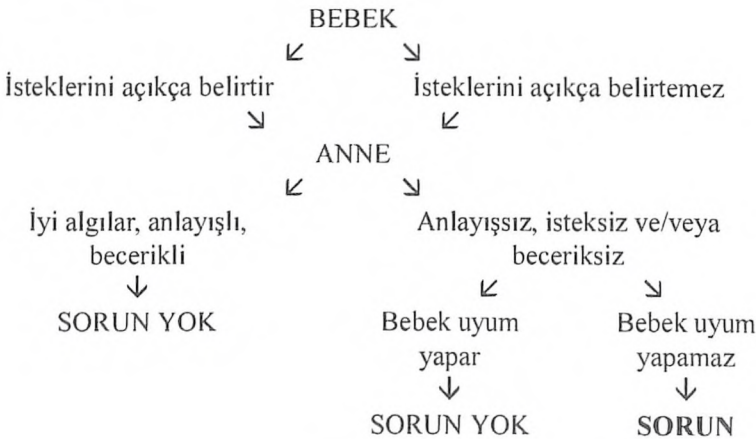 BEBEK
İsteklerini açıkça belirtir
İsteklerini açıkça belirtemez
ANNE
İyi algılar, anlayışlı,
becerikli
SORUN YOK
Anlayışsız, isteksiz ve/veya
beceriksiz
Bebek uyum
yapar
SORUN YOK
Bebek uyum
yapamaz
SORUN